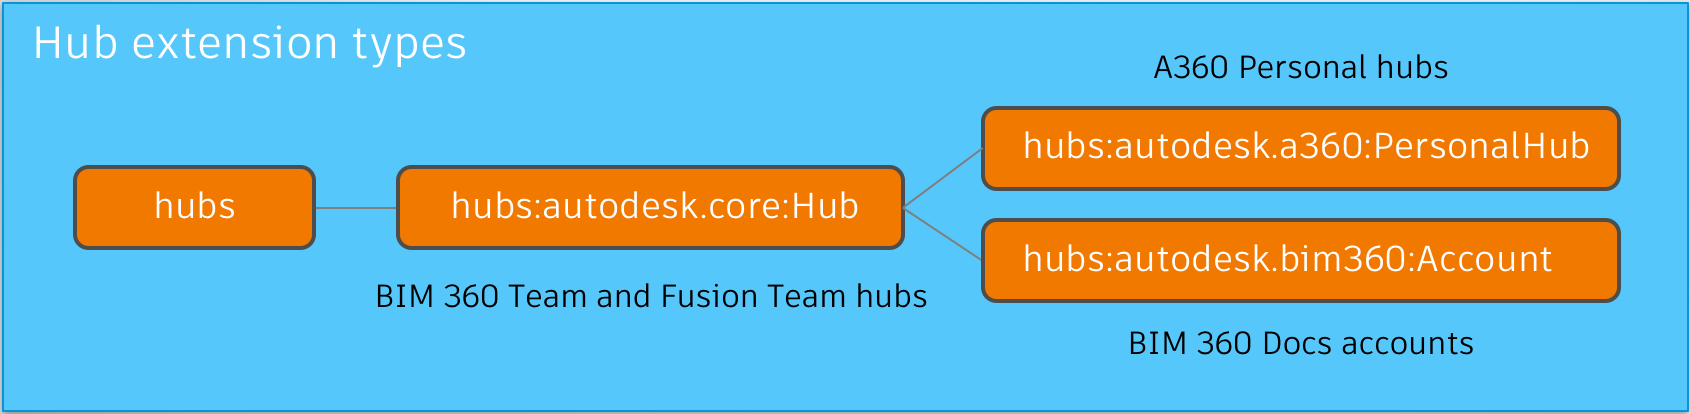 Hub extension types
A360 Personal hubs
hubs:autodesk.a360:PersonalHub
hubs
hubs:autodesk.core:Hub
hubs:autodesk.bim360:Account
BIM 360 Team and Fusion Team hubs
BIM 360 Docs accounts